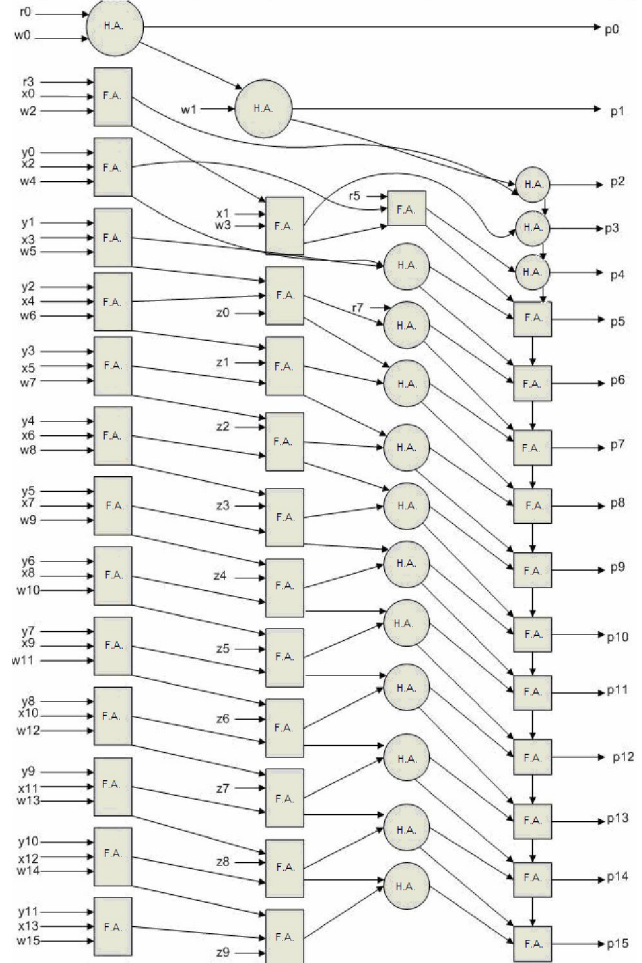 r0
w0
H.A.
p0
r3
x0
w2
F.A.
w1
H.A.
p1
y0
x2
w4
F.A.
H.A.
p2
x1
w3
F.A.
r5
F.A.
H.A.
p3
y1
x3
w5
F.A.
H.A.
H.A.
p4
y2
x4
w6
F.A.
z0
F.A.
r7
H.A.
F.A.
p5
y3
x5
w7
F.A.
z1
F.A.
H.A.
F.A.
p6
y4
x6
w8
F.A.
z2
F.A.
H.A.
F.A.
p7
y5
x7
w9
F.A.
z3
F.A.
H.A.
F.A.
p8
y6
x8
w10
F.A.
z4
F.A.
H.A.
F.A.
p9
y7
x9
w11
F.A.
z5
F.A.
H.A
F.A.
p10
y8
x10
w12
F.A.
z6
F.A.
H.A.
F.A.
p11
y9
x11
w13
F.A.
z7
F.A.
H.A.
F.A.
p12
y10
x12
w14
F.A.
z8
F.A.
H.A.
F.A.
p13
y11
x13
w15
F.A.
z9
F.A.
H.A.
F.A.
p14
F.A.
p15